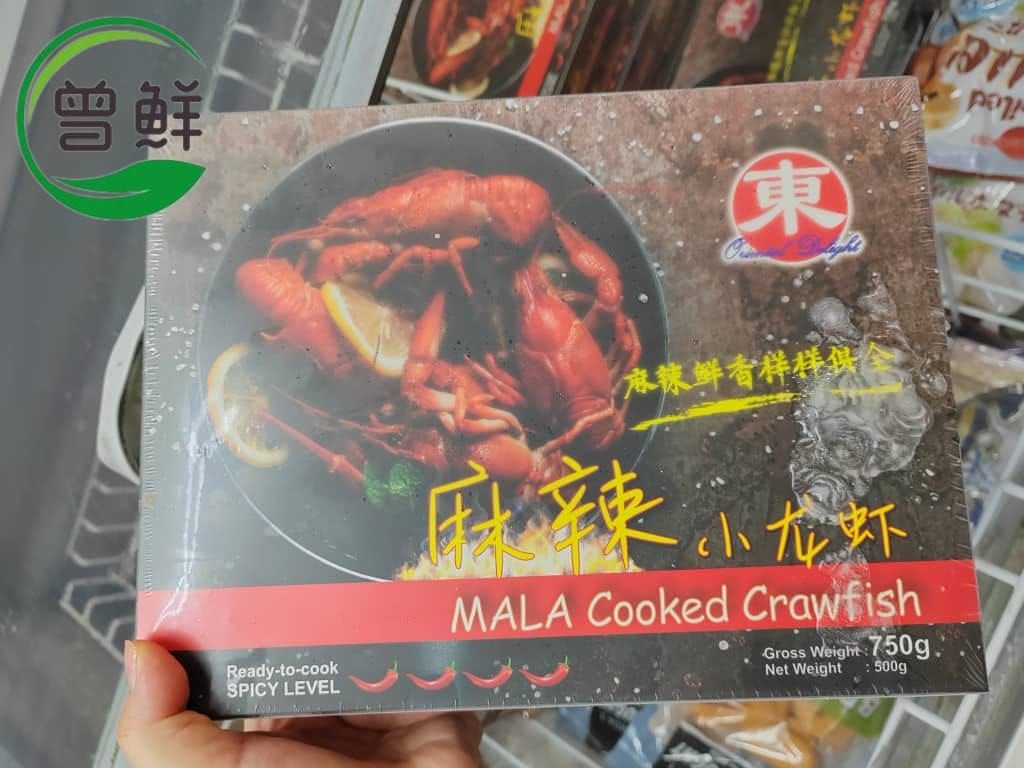 曾鮮
東
Oriental Delight
麻辣鲜香样样俱全
麻辣小龙虾
MALA Cooked Crawfish
Ready-to-cook
SPICY LEVEL
Gross Weight : 750g
Net Weight : 500g